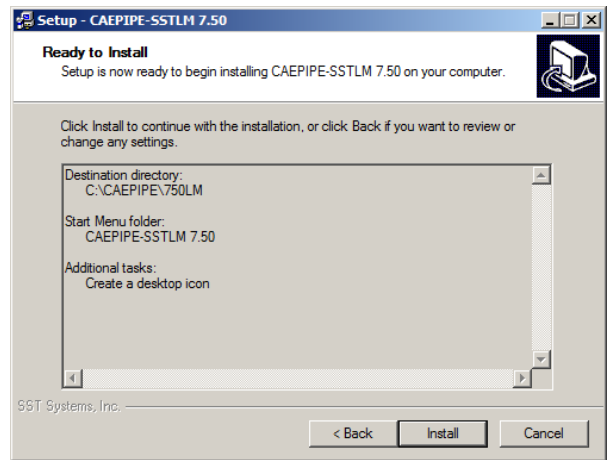 Setup - CAEPIPE-SSTLM 7.50
Ready to Install
Setup is now ready to begin installing CAEPIPE-SSTLM 7.50 on your computer.
Click Install to continue with the installation, or click Back if you want to review or
change any settings.
Destination directory:
C:\CAEPIPE\750LM
Start Menu folder:
CAEPIPE-SSTLM 7.50
Additional tasks:
Create a desktop icon
SST Systems, Inc.
< Back
Install
Cancel